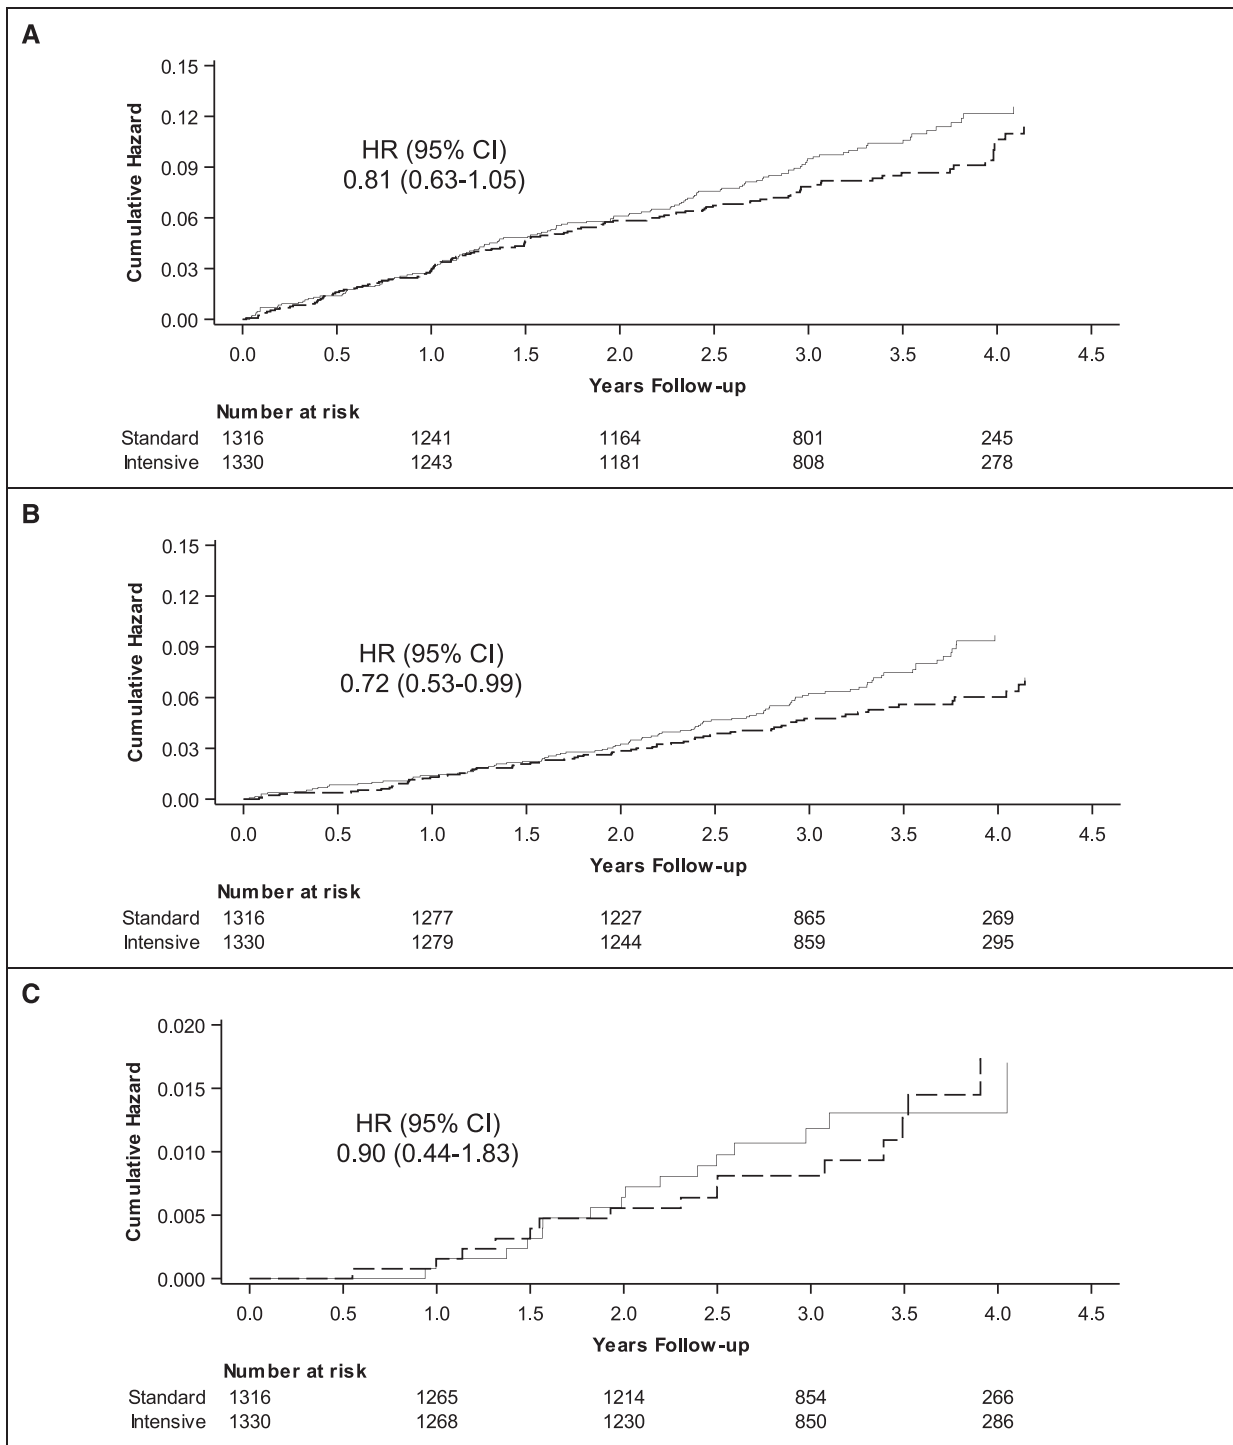 A
0.15
0.12
0.09
0.06
0.03
0.00
Cumulative Hazard
HR (95% CI)
0.81 (0.63-1.05)
0.0 0.5 1.0 1.5 2.0 2.5 3.0 3.5 4.0 4.5
Years Follow-up
Number at risk
Standard 1316 1241 1164 801 245
Intensive 1330 1243 1181 808 278
B
0.15
0.12
0.09
0.06
0.03
0.00
Cumulative Hazard
HR (95% CI)
0.72 (0.53-0.99)
0.0 0.5 1.0 1.5 2.0 2.5 3.0 3.5 4.0 4.5
Years Follow-up
Number at risk
Standard 1316 1277 1227 865 269
Intensive 1330 1279 1244 859 295
C
0.020
0.015
0.010
0.005
0.000
Cumulative Hazard
HR (95% CI)
0.90 (0.44-1.83)
0.0 0.5 1.0 1.5 2.0 2.5 3.0 3.5 4.0 4.5
Years Follow-up
Number at risk
Standard 1316 1265 1214 854 266
Intensive 1330 1268 1230 850 286